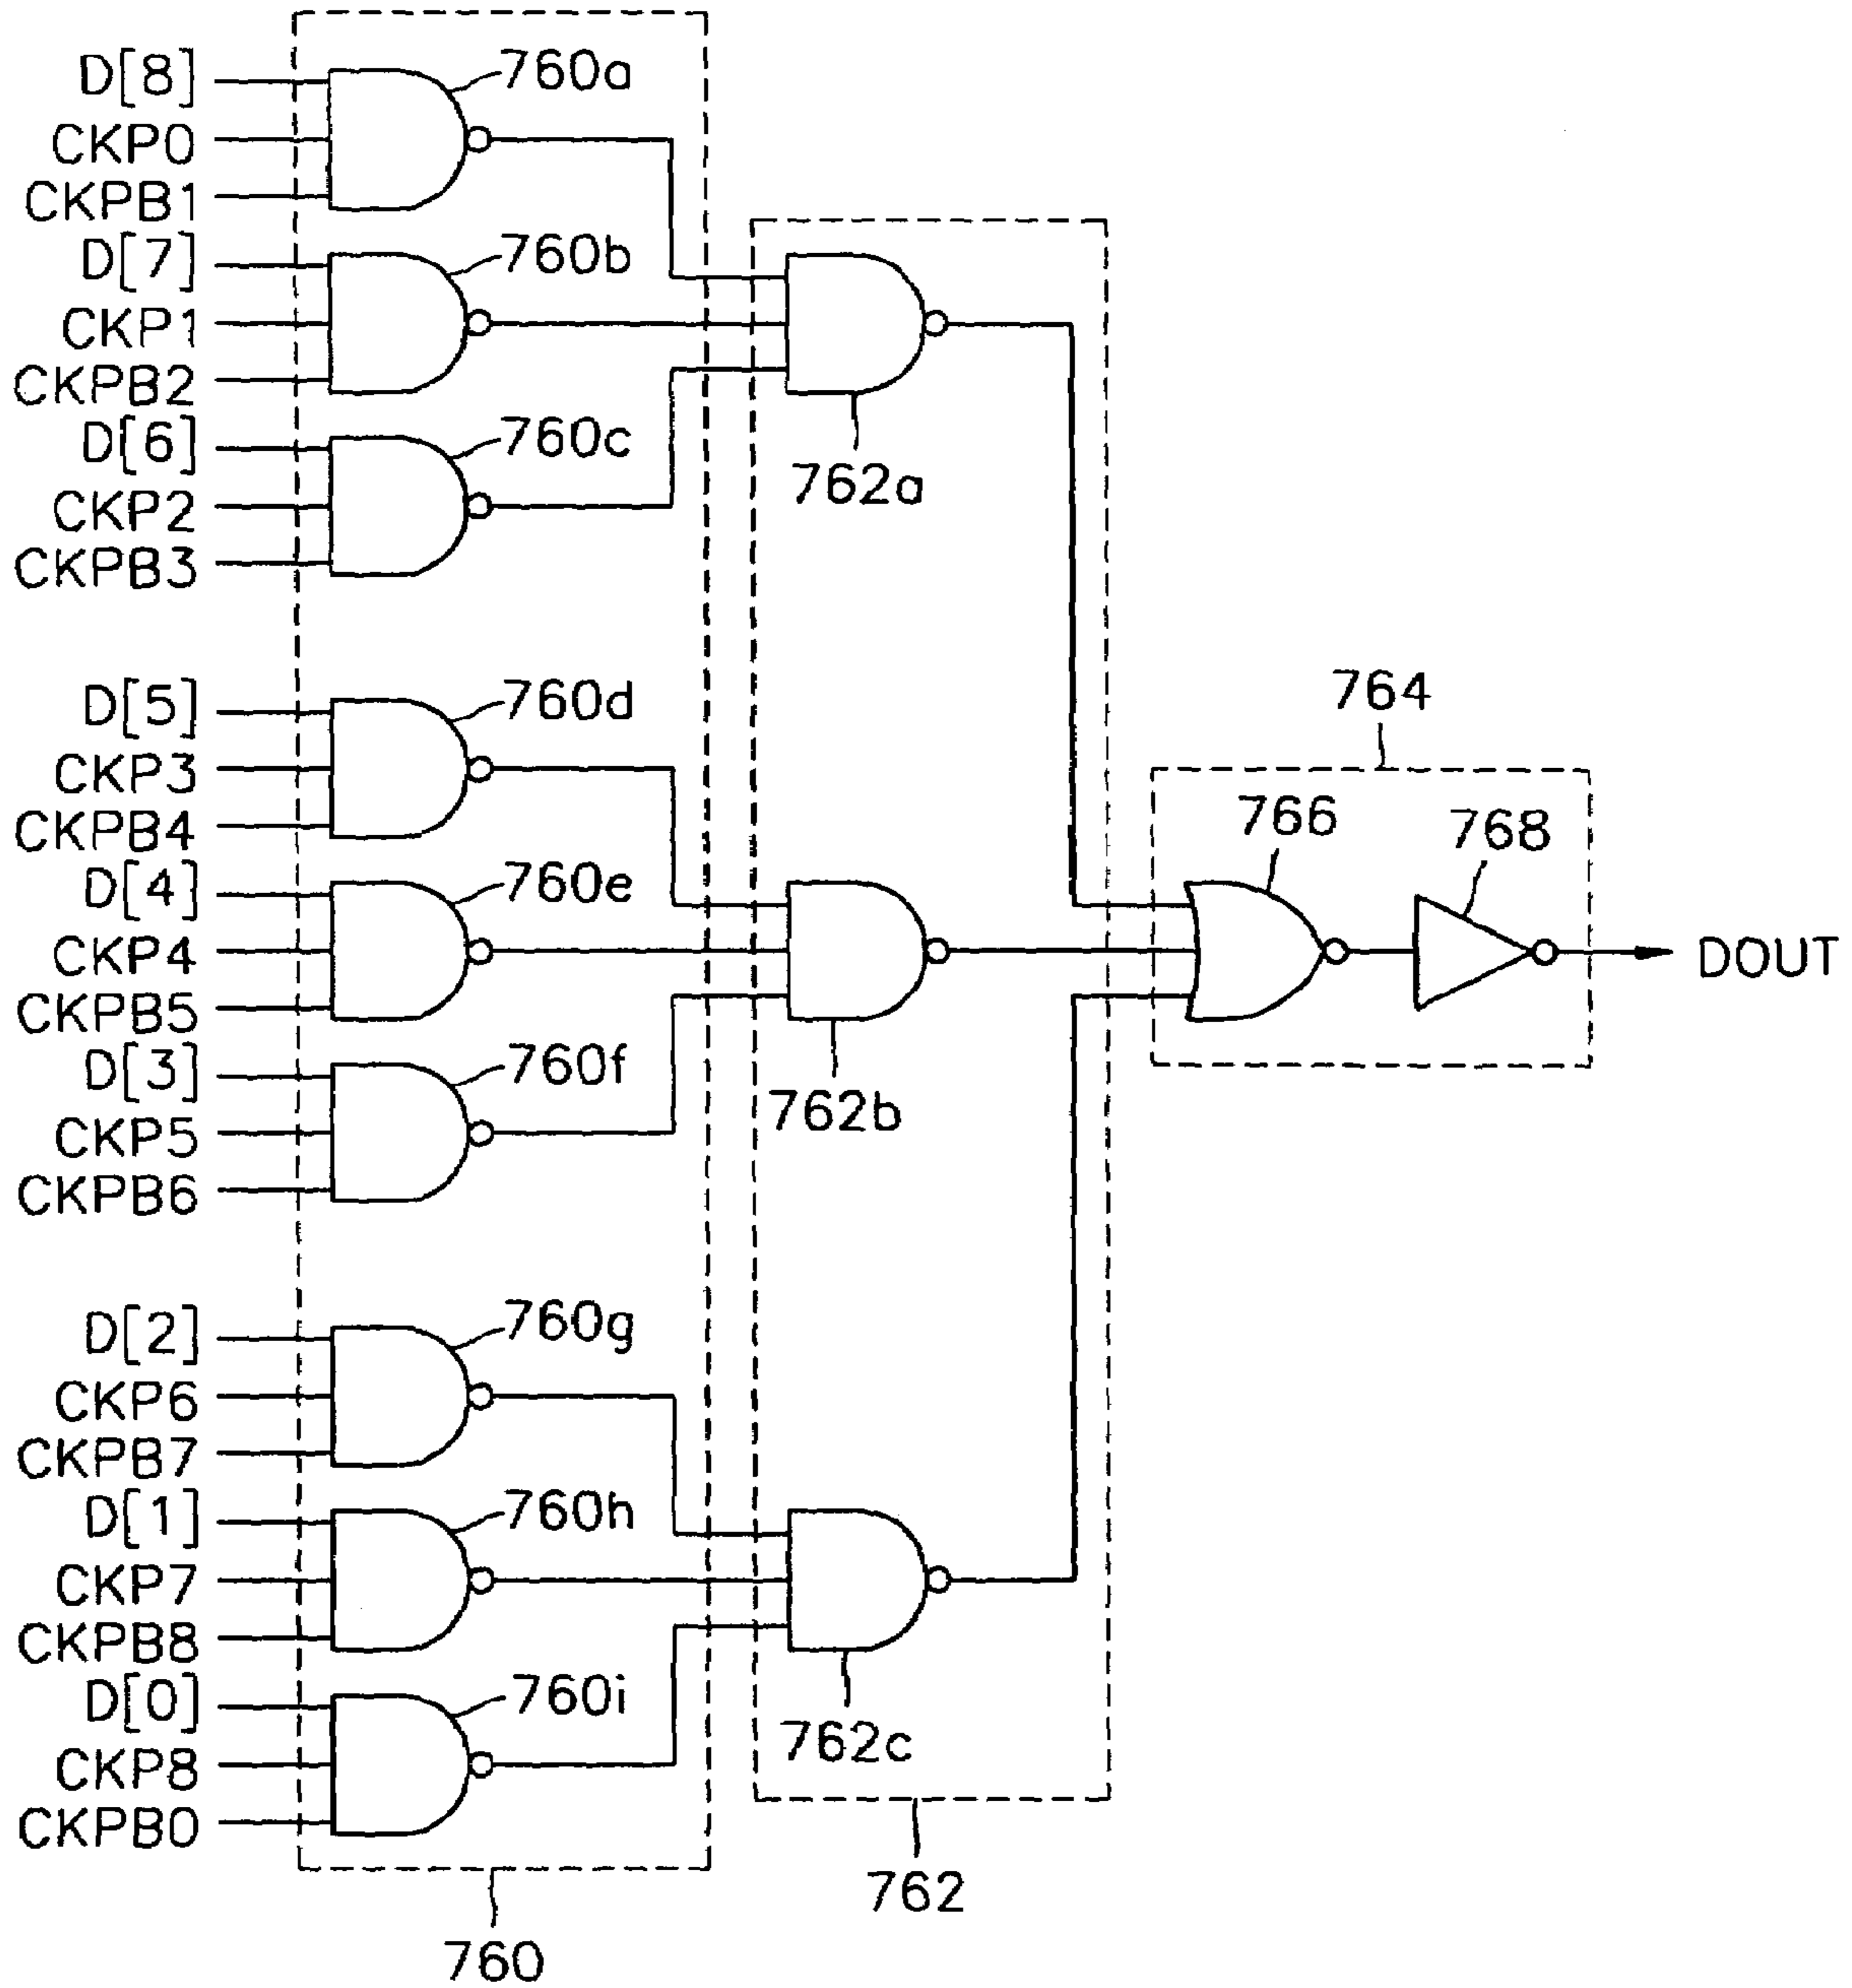 D[8]
CKP0
CKPB1
760a
D[7]
CKP1
CKPB2
760b
D[6]
CKP2
CKPB3
760c
762a
D[5]
CKP3
CKPB4
760d
D[4]
CKP4
CKPB5
760e
D[3]
CKP5
CKPB6
760f
762b
764
766
768
DOUT
D[2]
CKP6
CKPB7
760g
D[1]
CKP7
CKPB8
760h
D[0]
CKP8
CKPB0
760i
762c
762
760